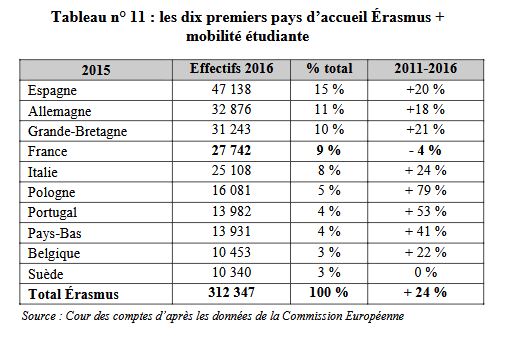 Tableau n° 11 : les dix premiers pays d’accueil Érasmus +
mobilité étudiante
2015 Effectifs 2016 % total 2011-2016
Espagne 47 138 15 % +20 %
Allemagne 32 876 11 % +18 %
Grande-Bretagne 31 243 10 % +21 %
France 27 742 9 % - 4 %
Italie 25 108 8 % + 24 %
Pologne 16 081 5 % + 79 %
Portugal 13 982 4 % + 53 %
Pays-Bas 13 931 4 % + 41 %
Belgique 10 453 3 % + 22 %
Suède 10 340 3 % 0 %
Total Érasmus 312 347 100 % + 24 %
Source : Cour des comptes d’après les données de la Commission Européenne